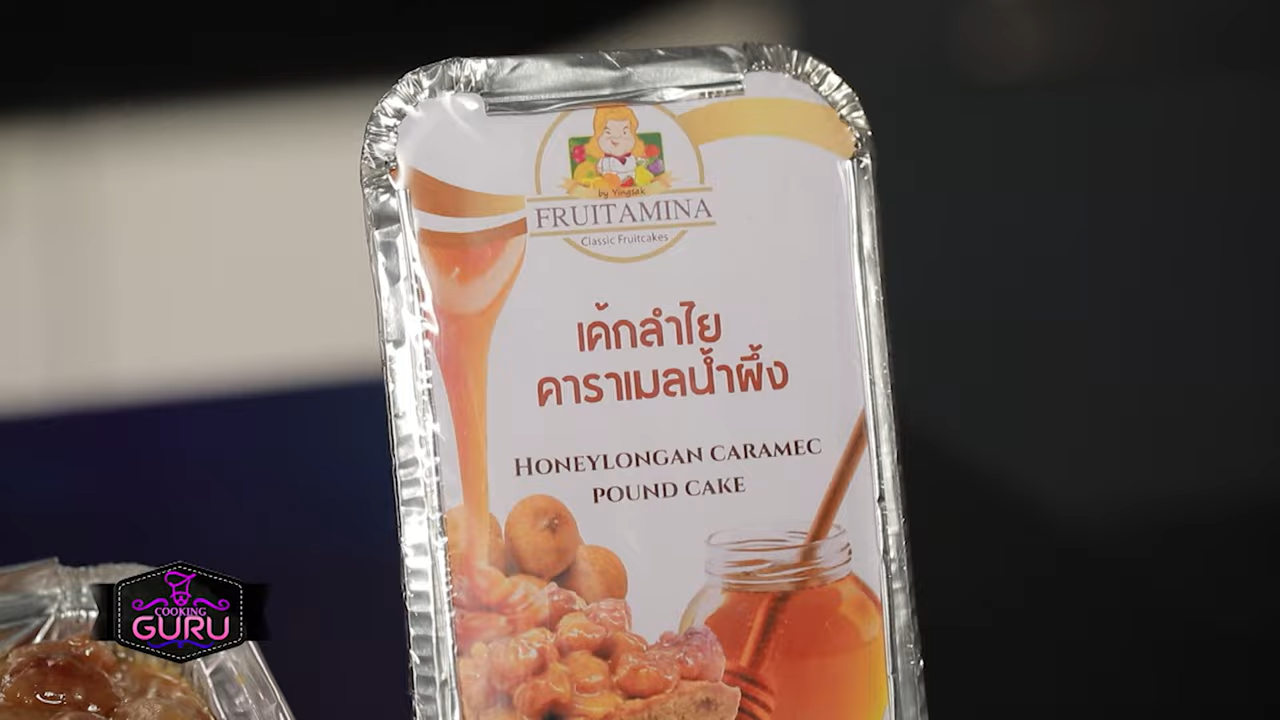 by Yingsak
FRUITAMINA
Classic Fruitcakes
เค้กลำไย
คาราเมลน้ำผึ้ง
HONEYLONGAN CARAMEC
POUND CAKE
COOKING
GURU